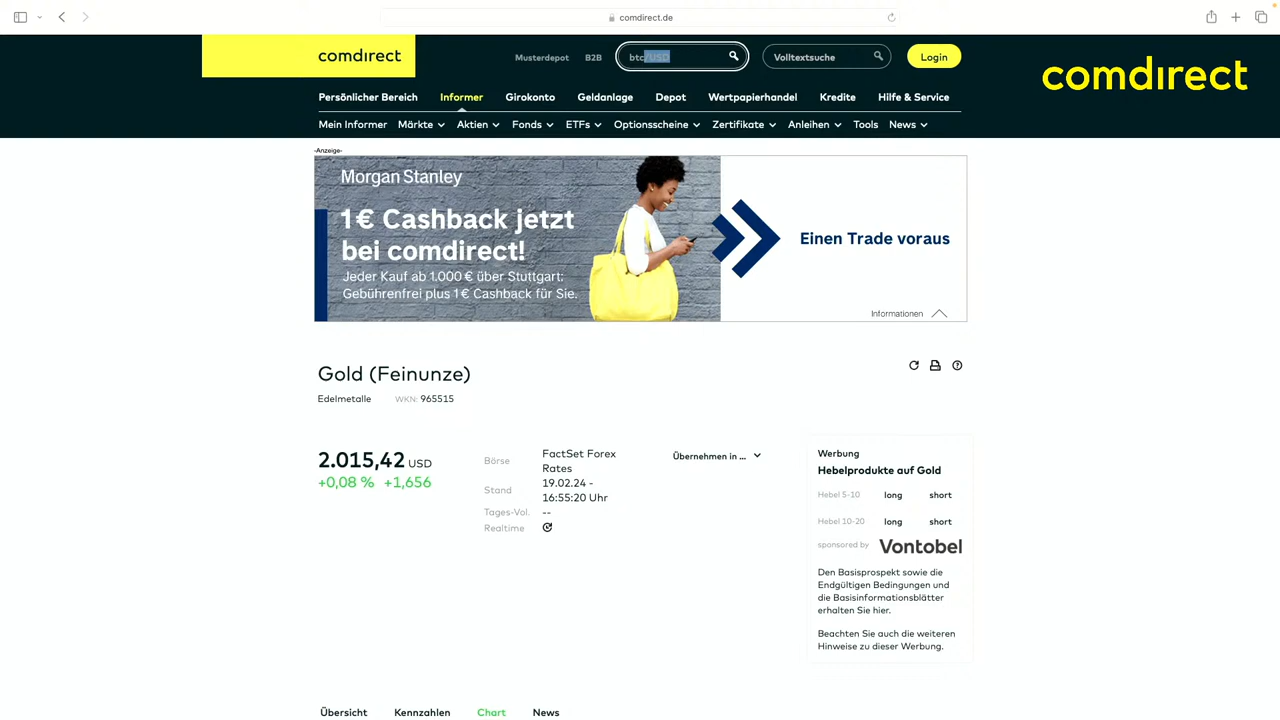 comdirect.de
comdirect
Musterdepot B2B btc/USD Volltextsuche Login
comdirect
Persönlicher Bereich Informer Girokonto Geldanlage Depot Wertpapierhandel Kredite Hilfe & Service
Mein Informer Märkte Aktien Fonds ETFs Optionsscheine Zertifikate Anleihen Tools News
-Anzeige-
Morgan Stanley
1 € Cashback jetzt
bei comdirect!
Jeder Kauf ab 1.000 € über Stuttgart:
Gebührenfrei plus 1 € Cashback für Sie.
Einen Trade voraus
Informationen
Gold (Feinunze)
Edelmetalle WKN: 965515
2.015,42 USD
+0,08 % +1,656
Börse FactSet Forex
Rates
Stand 19.02.24 -
16:55:20 Uhr
Tages-Vol. --
Realtime
Übernehmen in ...
Werbung
Hebelprodukte auf Gold
Hebel 5-10 long short
Hebel 10-20 long short
sponsored by Vontobel
Den Basisprospekt sowie die
Endgültigen Bedingungen und
die Basisinformationsblätter
erhalten Sie hier.
Beachten Sie auch die weiteren
Hinweise zu dieser Werbung.
Übersicht Kennzahlen Chart News